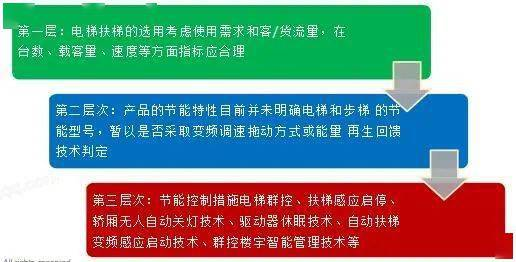 第一层：电梯扶梯的选用考虑使用需求和客/货流量，在
台数、载客量、速度等方面指标应合理
第二层次：产品的节能特性目前并未明确电梯和步梯 的节
能型号，暂以是否采取变频调速拖动方式或能量 再生回馈
技术判定
第三层次：节能控制措施电梯群控、扶梯感应启停、
轿厢无人自动关灯技术、驱动器休眠技术、自动扶梯
变频感应启动技术、群控楼宇智能管理技术等